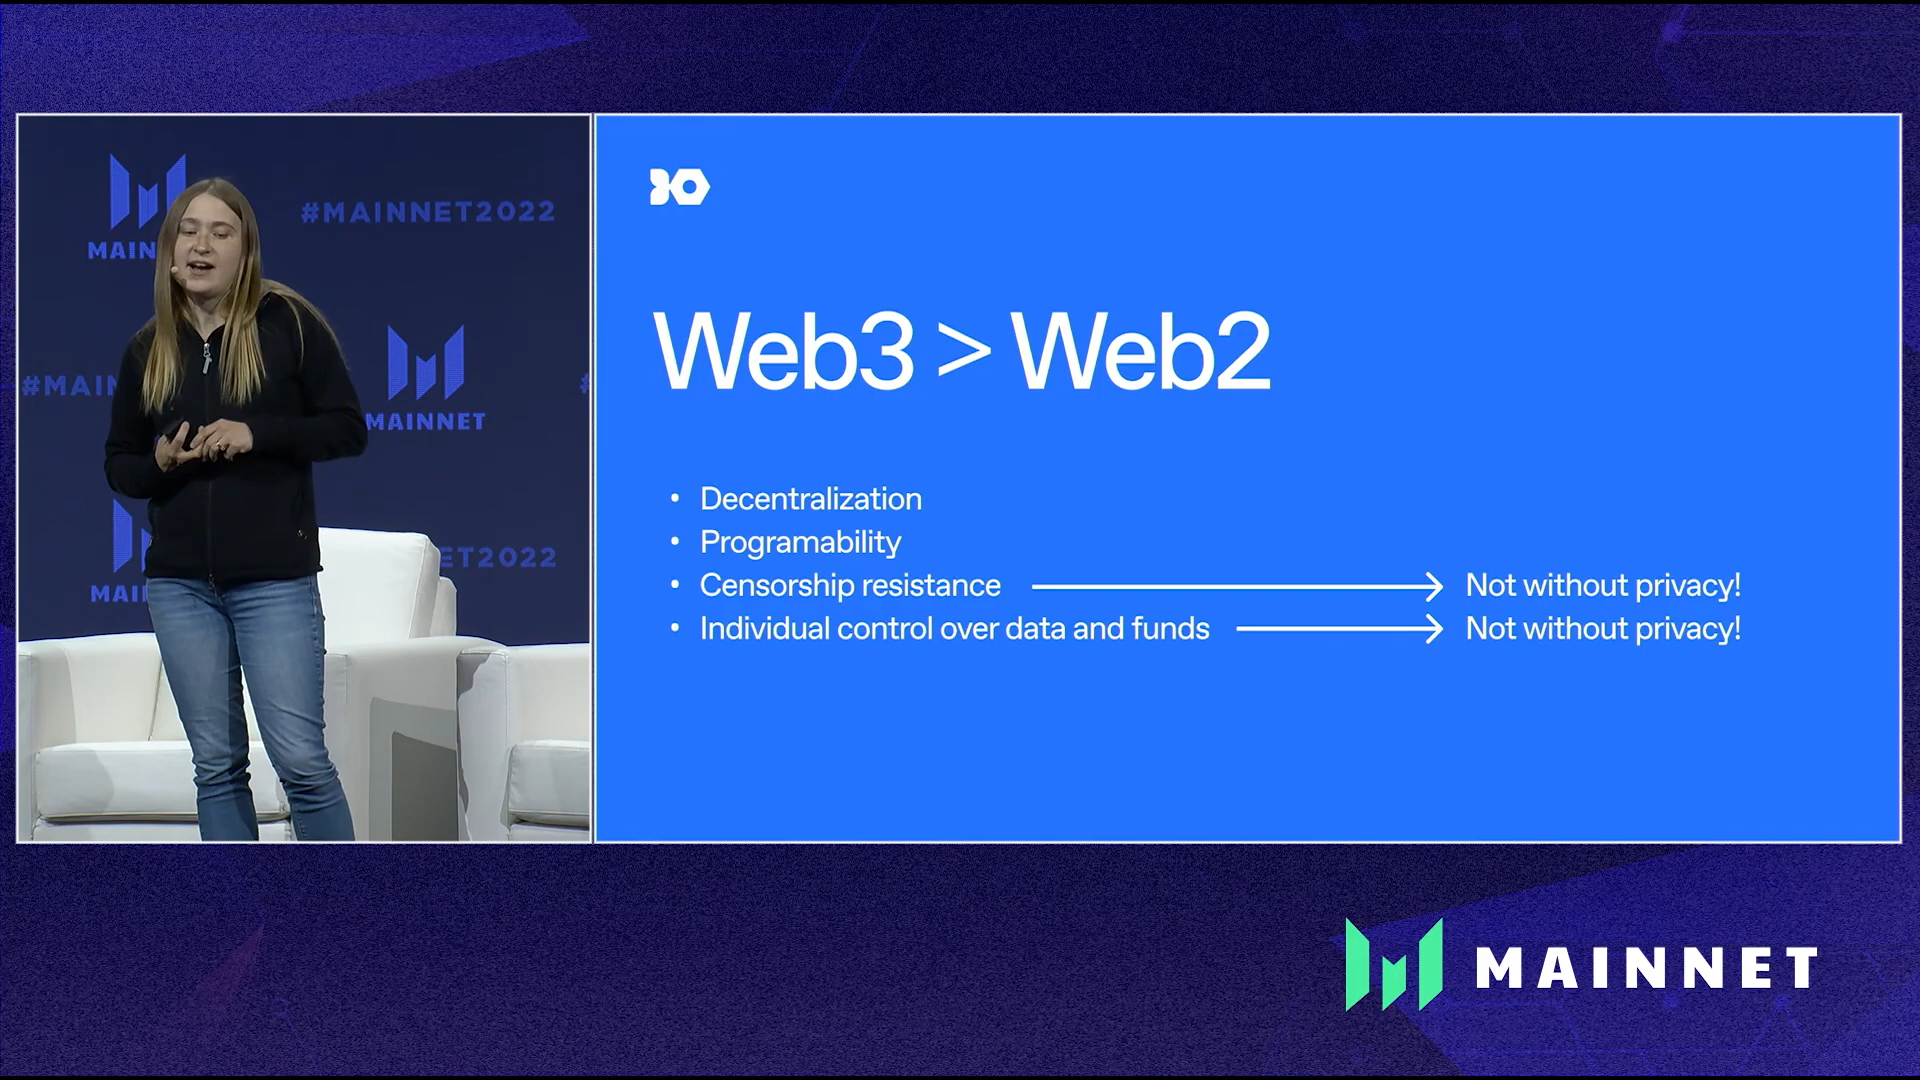 MAIN
#MAINNET2022
#MAIN
MAINNET
ET2022
MAI
Web3 > Web2
• Decentralization
• Programability
• Censorship resistance → Not without privacy!
• Individual control over data and funds → Not without privacy!
MAINNET